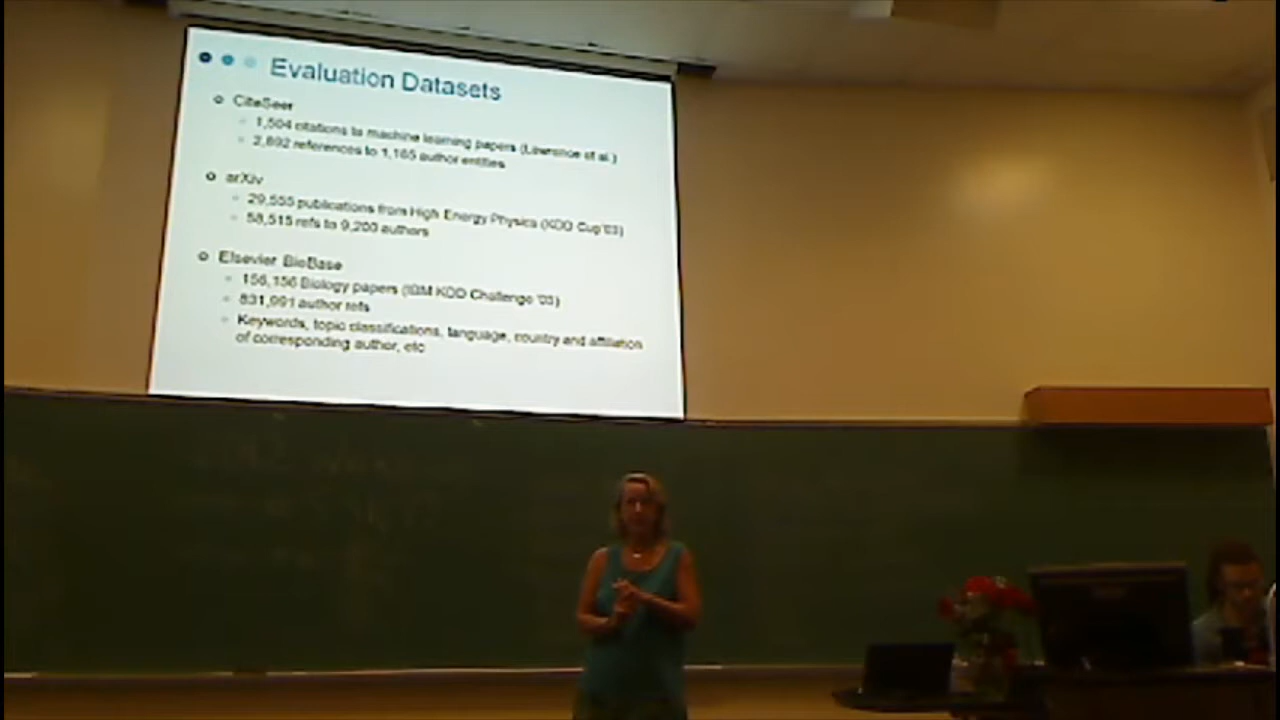 Evaluation Datasets
CiteSeer
1,504 citations to machine learning papers (Lawrence et al.)
2,892 references to 1,165 author entities
arXiv
29,555 publications from High Energy Physics (KDD Cup'03)
58,515 refs to 9,200 authors
Elsevier BioBase
156,156 Biology papers (IBM KDD Challenge '03)
831,991 author refs
Keywords, topic classifications, language, country and affiliation
of corresponding author, etc